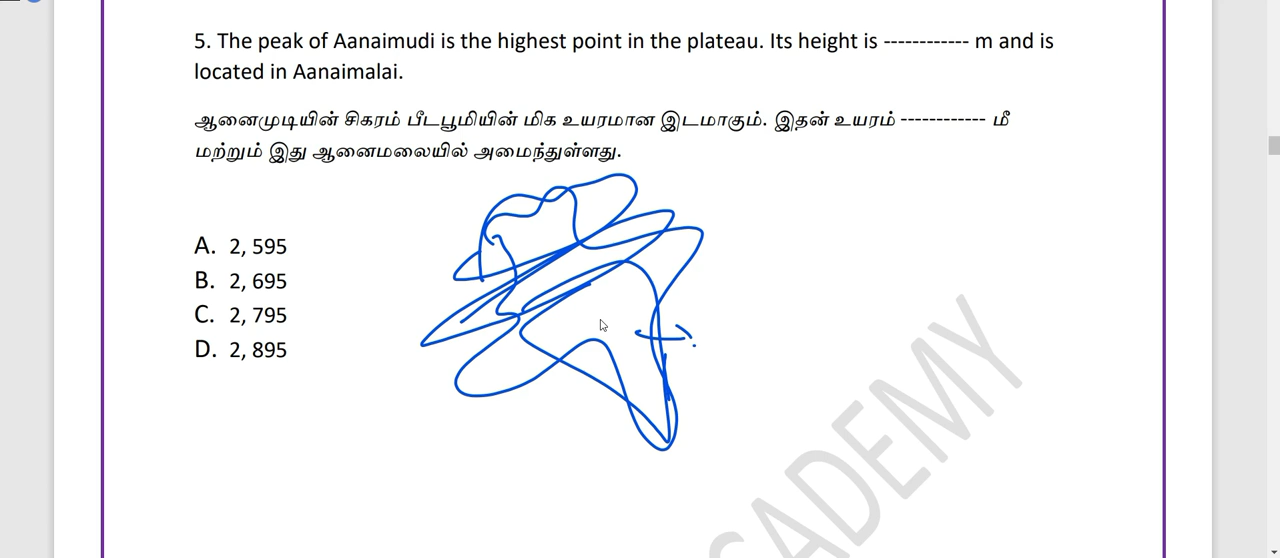 5. The peak of Aanaimudi is the highest point in the plateau. Its height is ------------ m and is
located in Aanaimalai.
ஆனைமுடியின் சிகரம் பீடபூமியின் மிக உயரமான இடமாகும். இதன் உயரம் ------------ மீ
மற்றும் இது ஆனைமலையில் அமைந்துள்ளது.
A. 2, 595
B. 2, 695
C. 2, 795
D. 2, 895